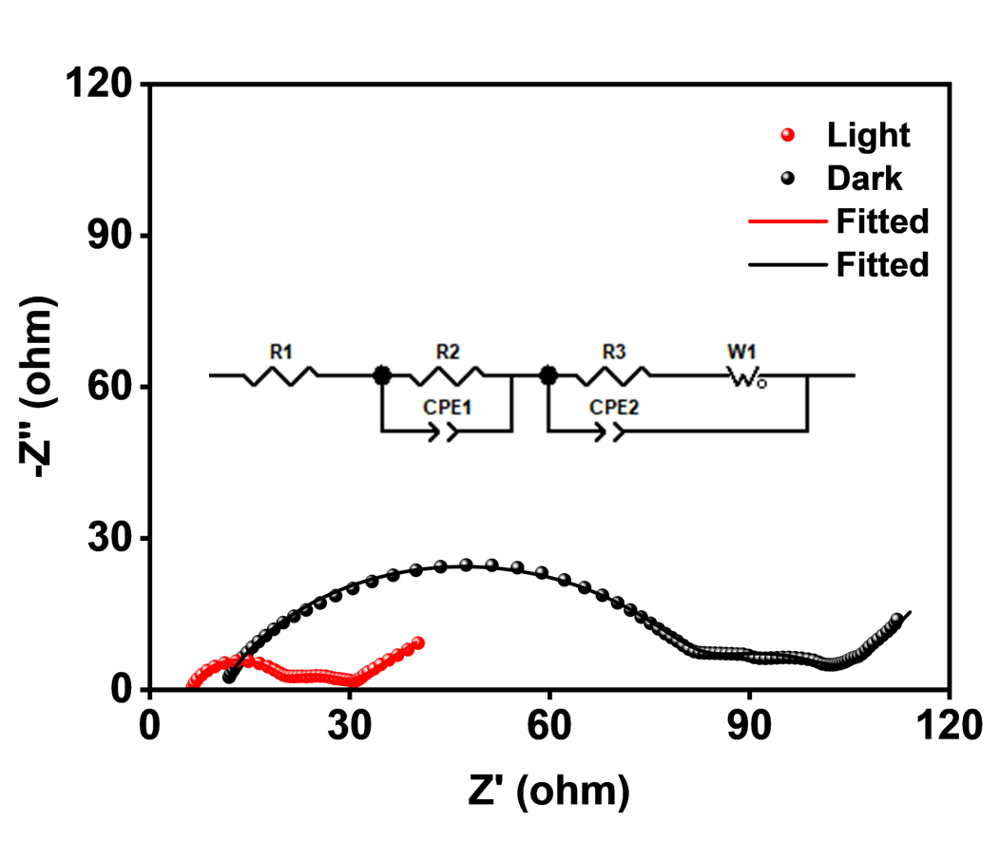 120
90
60
30
0
-Z'' (ohm)
Light
Dark
Fitted
Fitted
R1
R2
R3
W1
CPE1
CPE2
0 30 60 90 120
Z' (ohm)